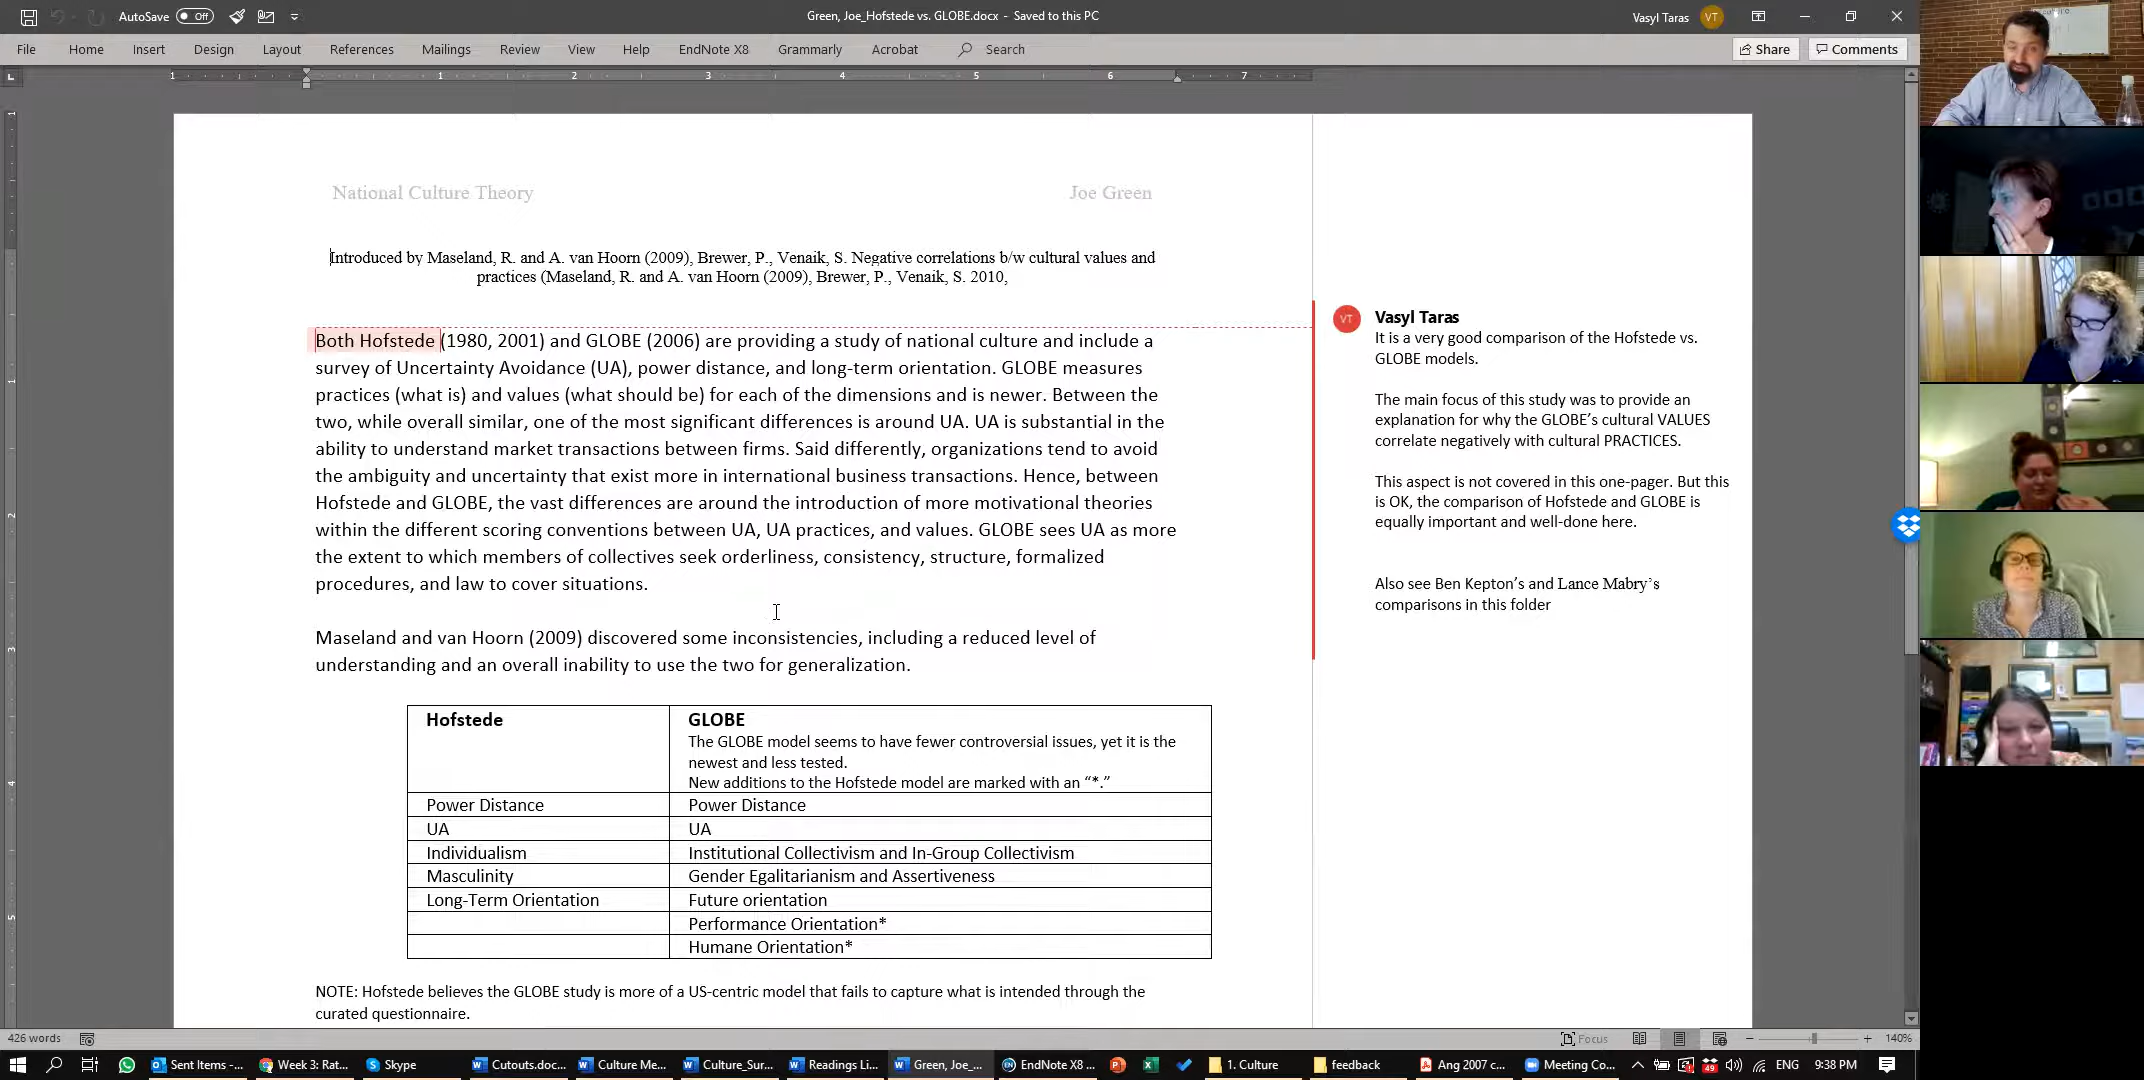 AutoSave Off
Green, Joe_Hofstede vs. GLOBE.docx - Saved to this PC
Vasyl Taras VT
File Home Insert Design Layout References Mailings Review View Help EndNote X8 Grammarly Acrobat Search
Share Comments
1 1 2 3 4 5 6 7
National Culture Theory Joe Green
Introduced by Maseland, R. and A. van Hoorn (2009), Brewer, P., Venaik, S. Negative correlations b/w cultural values and
practices (Maseland, R. and A. van Hoorn (2009), Brewer, P., Venaik, S. 2010,
Both Hofstede (1980, 2001) and GLOBE (2006) are providing a study of national culture and include a
survey of Uncertainty Avoidance (UA), power distance, and long-term orientation. GLOBE measures
practices (what is) and values (what should be) for each of the dimensions and is newer. Between the
two, while overall similar, one of the most significant differences is around UA. UA is substantial in the
ability to understand market transactions between firms. Said differently, organizations tend to avoid
the ambiguity and uncertainty that exist more in international business transactions. Hence, between
Hofstede and GLOBE, the vast differences are around the introduction of more motivational theories
within the different scoring conventions between UA, UA practices, and values. GLOBE sees UA as more
the extent to which members of collectives seek orderliness, consistency, structure, formalized
procedures, and law to cover situations.
Maseland and van Hoorn (2009) discovered some inconsistencies, including a reduced level of
understanding and an overall inability to use the two for generalization.
Hofstede GLOBE
The GLOBE model seems to have fewer controversial issues, yet it is the
newest and less tested.
New additions to the Hofstede model are marked with an “*.”
Power Distance Power Distance
UA UA
Individualism Institutional Collectivism and In-Group Collectivism
Masculinity Gender Egalitarianism and Assertiveness
Long-Term Orientation Future orientation
Performance Orientation*
Humane Orientation*
NOTE: Hofstede believes the GLOBE study is more of a US-centric model that fails to capture what is intended through the
curated questionnaire.
VT Vasyl Taras
It is a very good comparison of the Hofstede vs.
GLOBE models.
The main focus of this study was to provide an
explanation for why the GLOBE’s cultural VALUES
correlate negatively with cultural PRACTICES.
This aspect is not covered in this one-pager. But this
is OK, the comparison of Hofstede and GLOBE is
equally important and well-done here.
Also see Ben Kepton’s and Lance Mabry’s
comparisons in this folder
1
1
2
3
4
5
426 words
Focus 140%
Sent Items -... Week 3: Rat... Skype Cutouts.doc... Culture Me... Culture_Sur... Readings Li... Green, Joe_... EndNote X8 ... 1. Culture feedback Ang 2007 c... Meeting Co... 49 ENG 9:38 PM